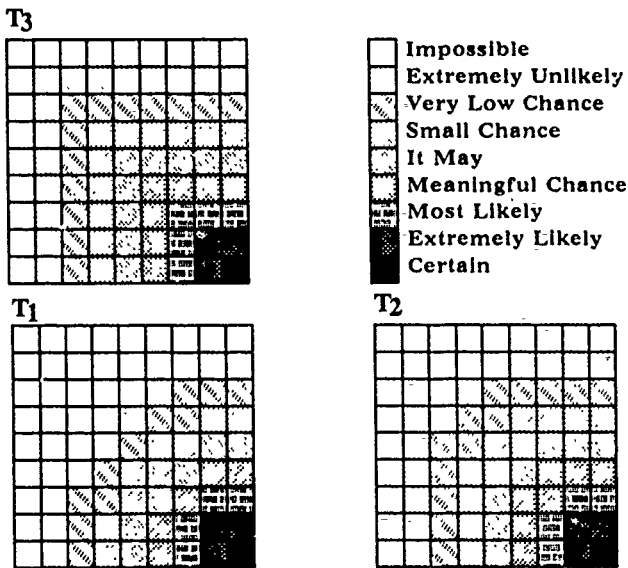 T3
Impossible
Extremely Unlikely
Very Low Chance
Small Chance
It May
Meaningful Chance
Most Likely
Extremely Likely
Certain
T1
T2